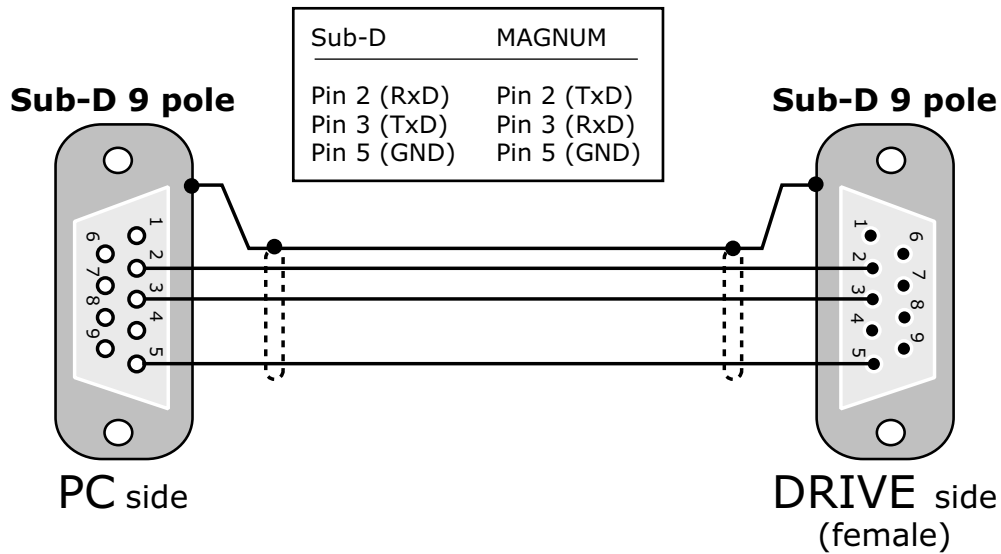 Sub-D MAGNUM
Pin 2 (RxD) Pin 2 (TxD)
Pin 3 (TxD) Pin 3 (RxD)
Pin 5 (GND) Pin 5 (GND)
Sub-D 9 pole
Sub-D 9 pole
1
2
3
4
5
6
7
8
9
1
2
3
4
5
6
7
8
9
PC side
DRIVE side
(female)